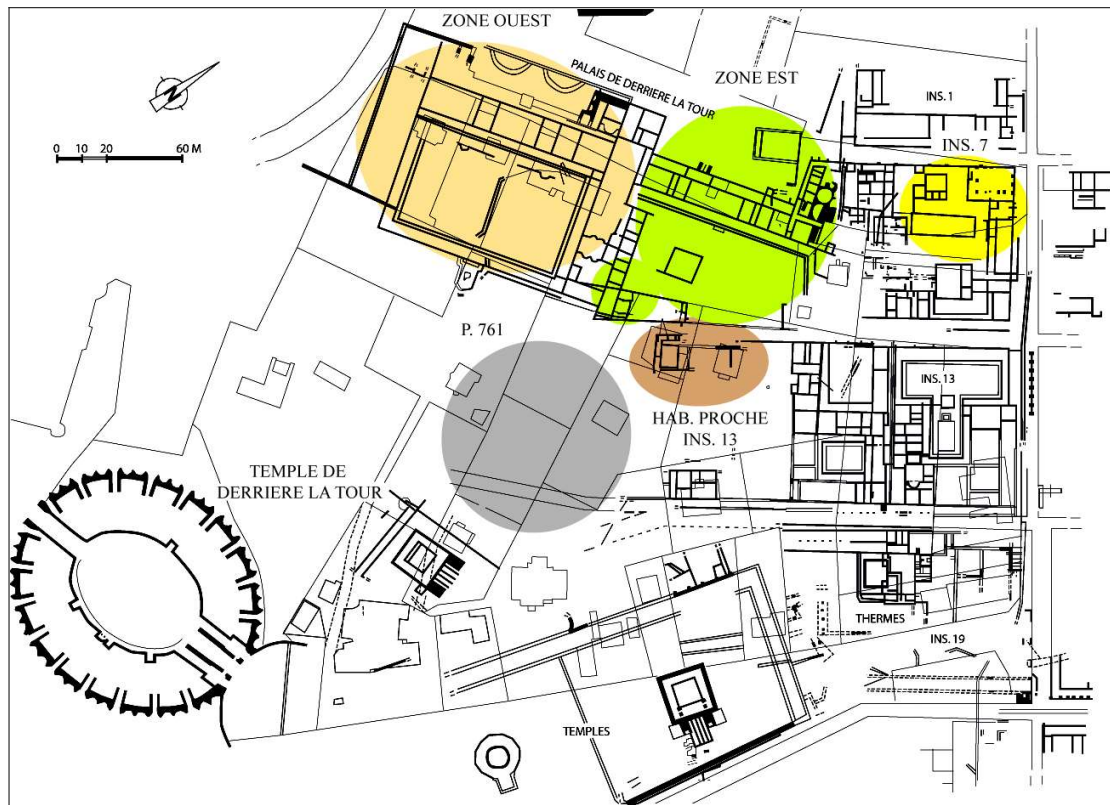 ZONE OUEST
PALAIS DE DERRIÈRE LA TOUR
ZONE EST
INS. 1
INS. 7
0 10 20 60 M
P. 761
INS. 13
HAB. PROCHE
INS. 13
TEMPLE DE
DERRIERE LA TOUR
THERMES
INS. 19
TEMPLES